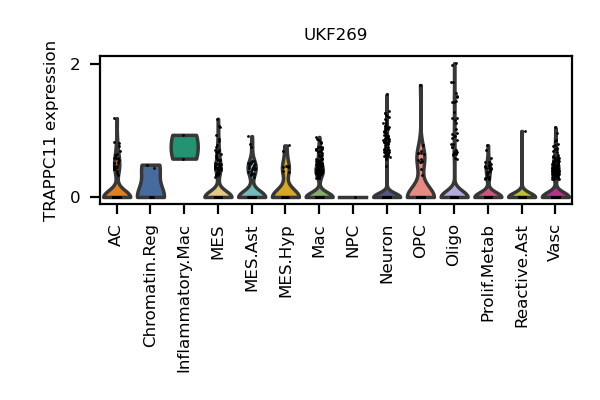 UKF269
TRAPPC11 expression
2
0
AC
Chromatin.Reg
Inflammatory.Mac
MES
MES.Ast
MES.Hyp
Mac
NPC
Neuron
OPC
Oligo
Prolif.Metab
Reactive.Ast
Vasc